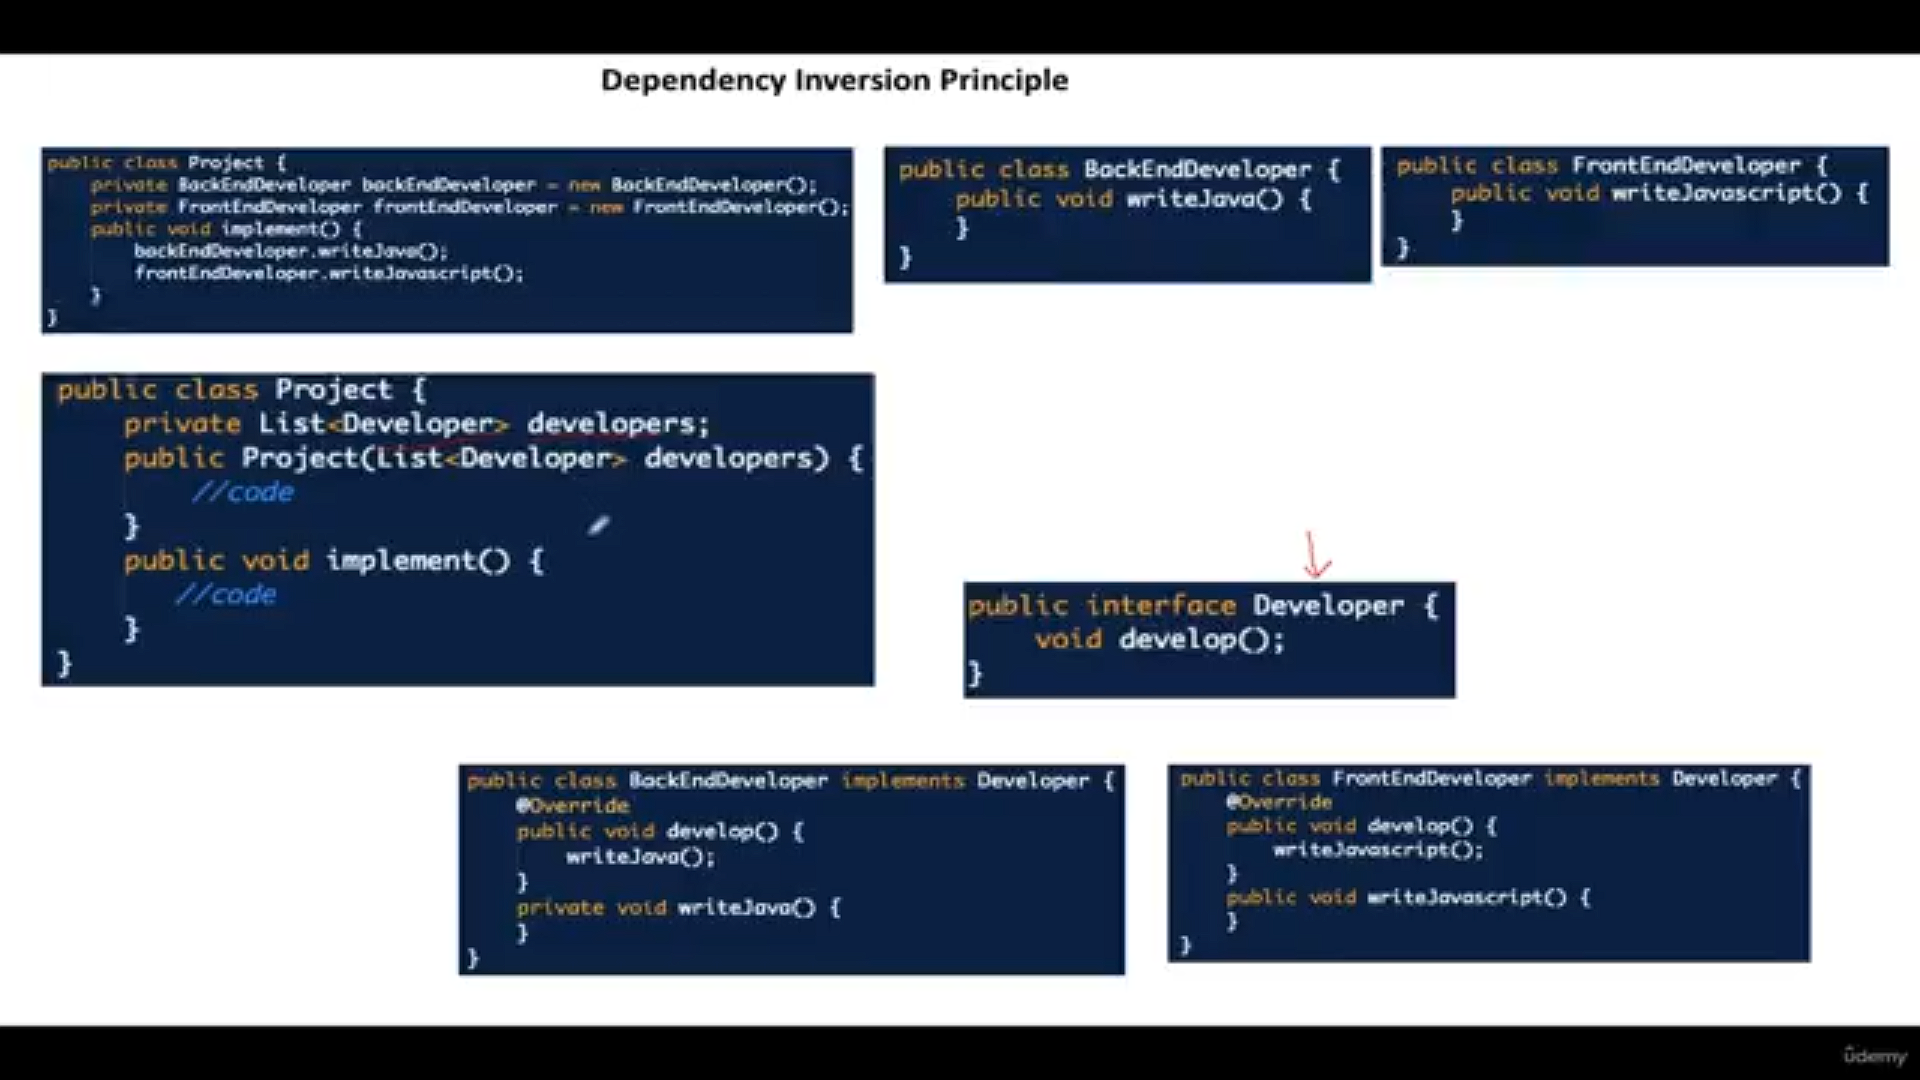 Dependency Inversion Principle
public class Project {
private BackEndDeveloper backEndDeveloper = new BackEndDeveloper();
private FrontEndDeveloper frontEndDeveloper = new FrontEndDeveloper();
public void implement() {
backEndDeveloper.writeJava();
frontEndDeveloper.writeJavascript();
}
}
public class BackEndDeveloper {
public void writeJava() {
}
}
public class FrontEndDeveloper {
public void writeJavascript() {
}
}
public class Project {
private List<Developer> developers;
public Project(List<Developer> developers) {
//code
}
public void implement() {
//code
}
}
public interface Developer {
void develop();
}
public class BackEndDeveloper implements Developer {
@Override
public void develop() {
writeJava();
}
private void writeJava() {
}
}
public class FrontEndDeveloper implements Developer {
@Override
public void develop() {
writeJavascript();
}
public void writeJavascript() {
}
}
ûdemy